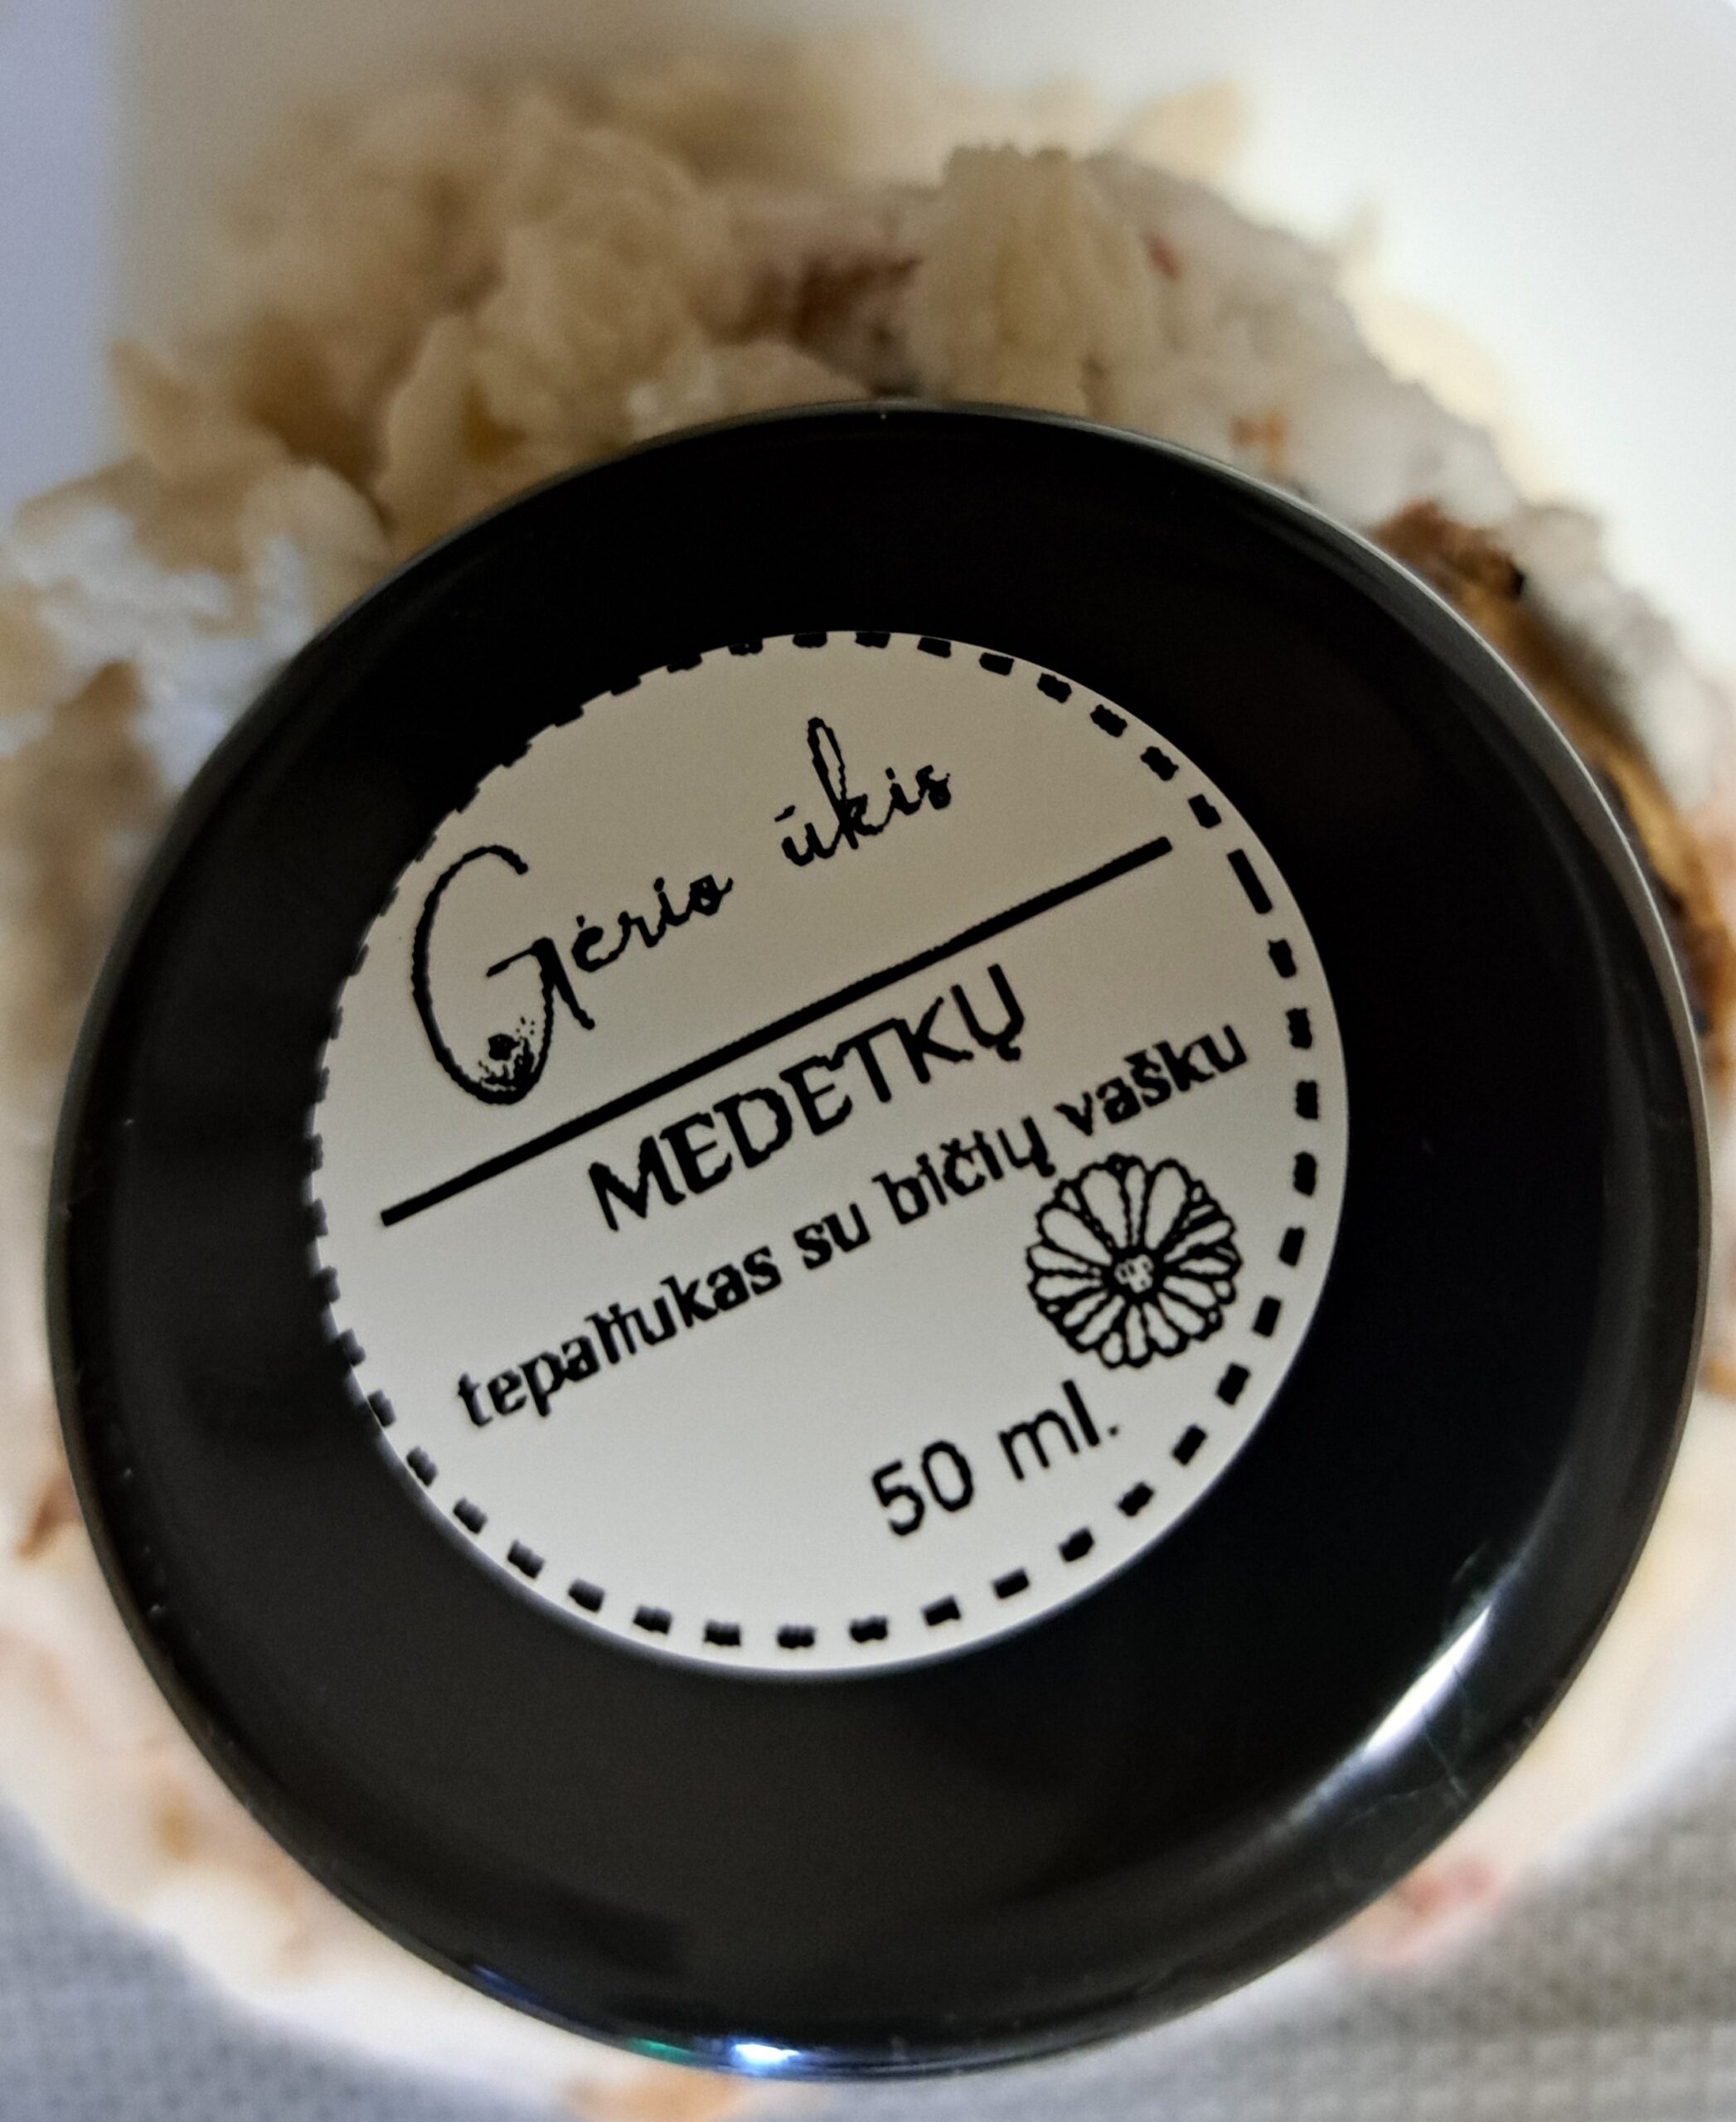 Gėrio ūkis
MEDETKŲ
tepaliukas su bičių vašku
50 ml.